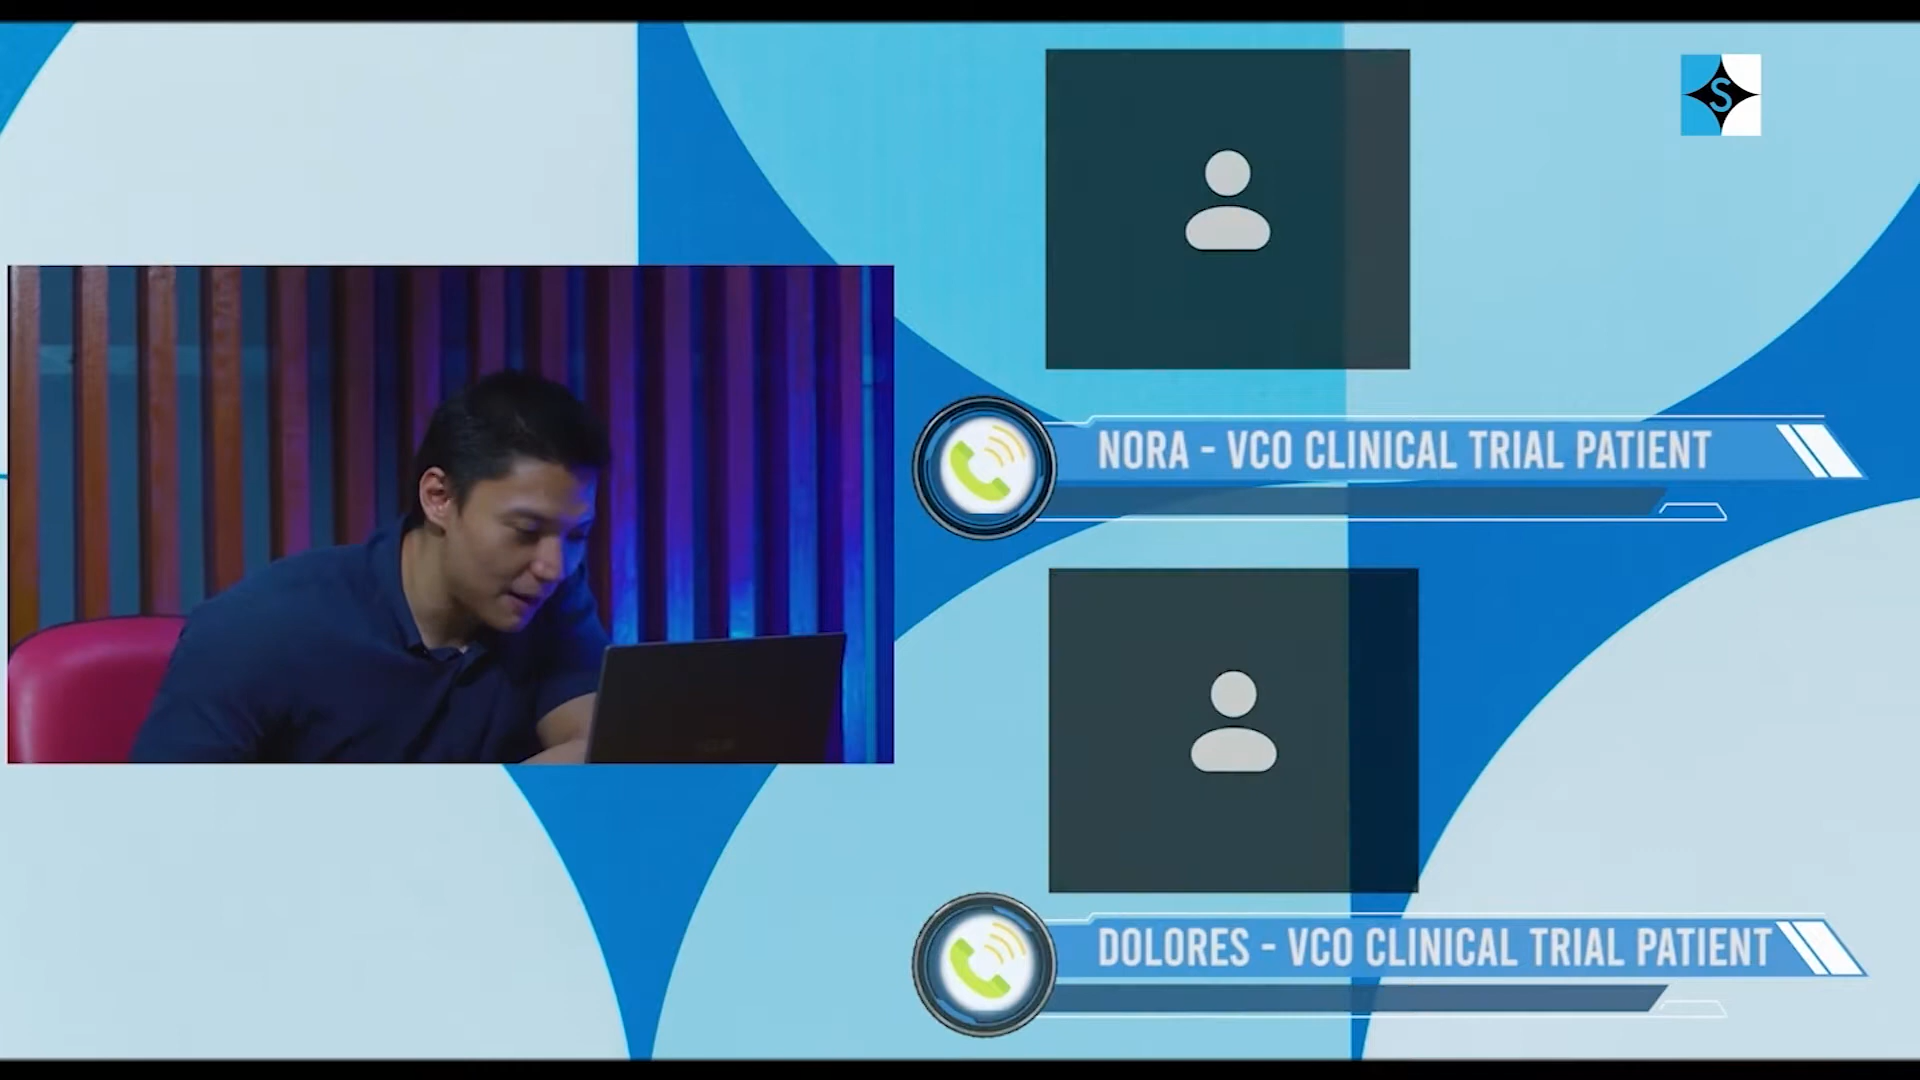 S
NORA - VCO CLINICAL TRIAL PATIENT
DOLORES - VCO CLINICAL TRIAL PATIENT